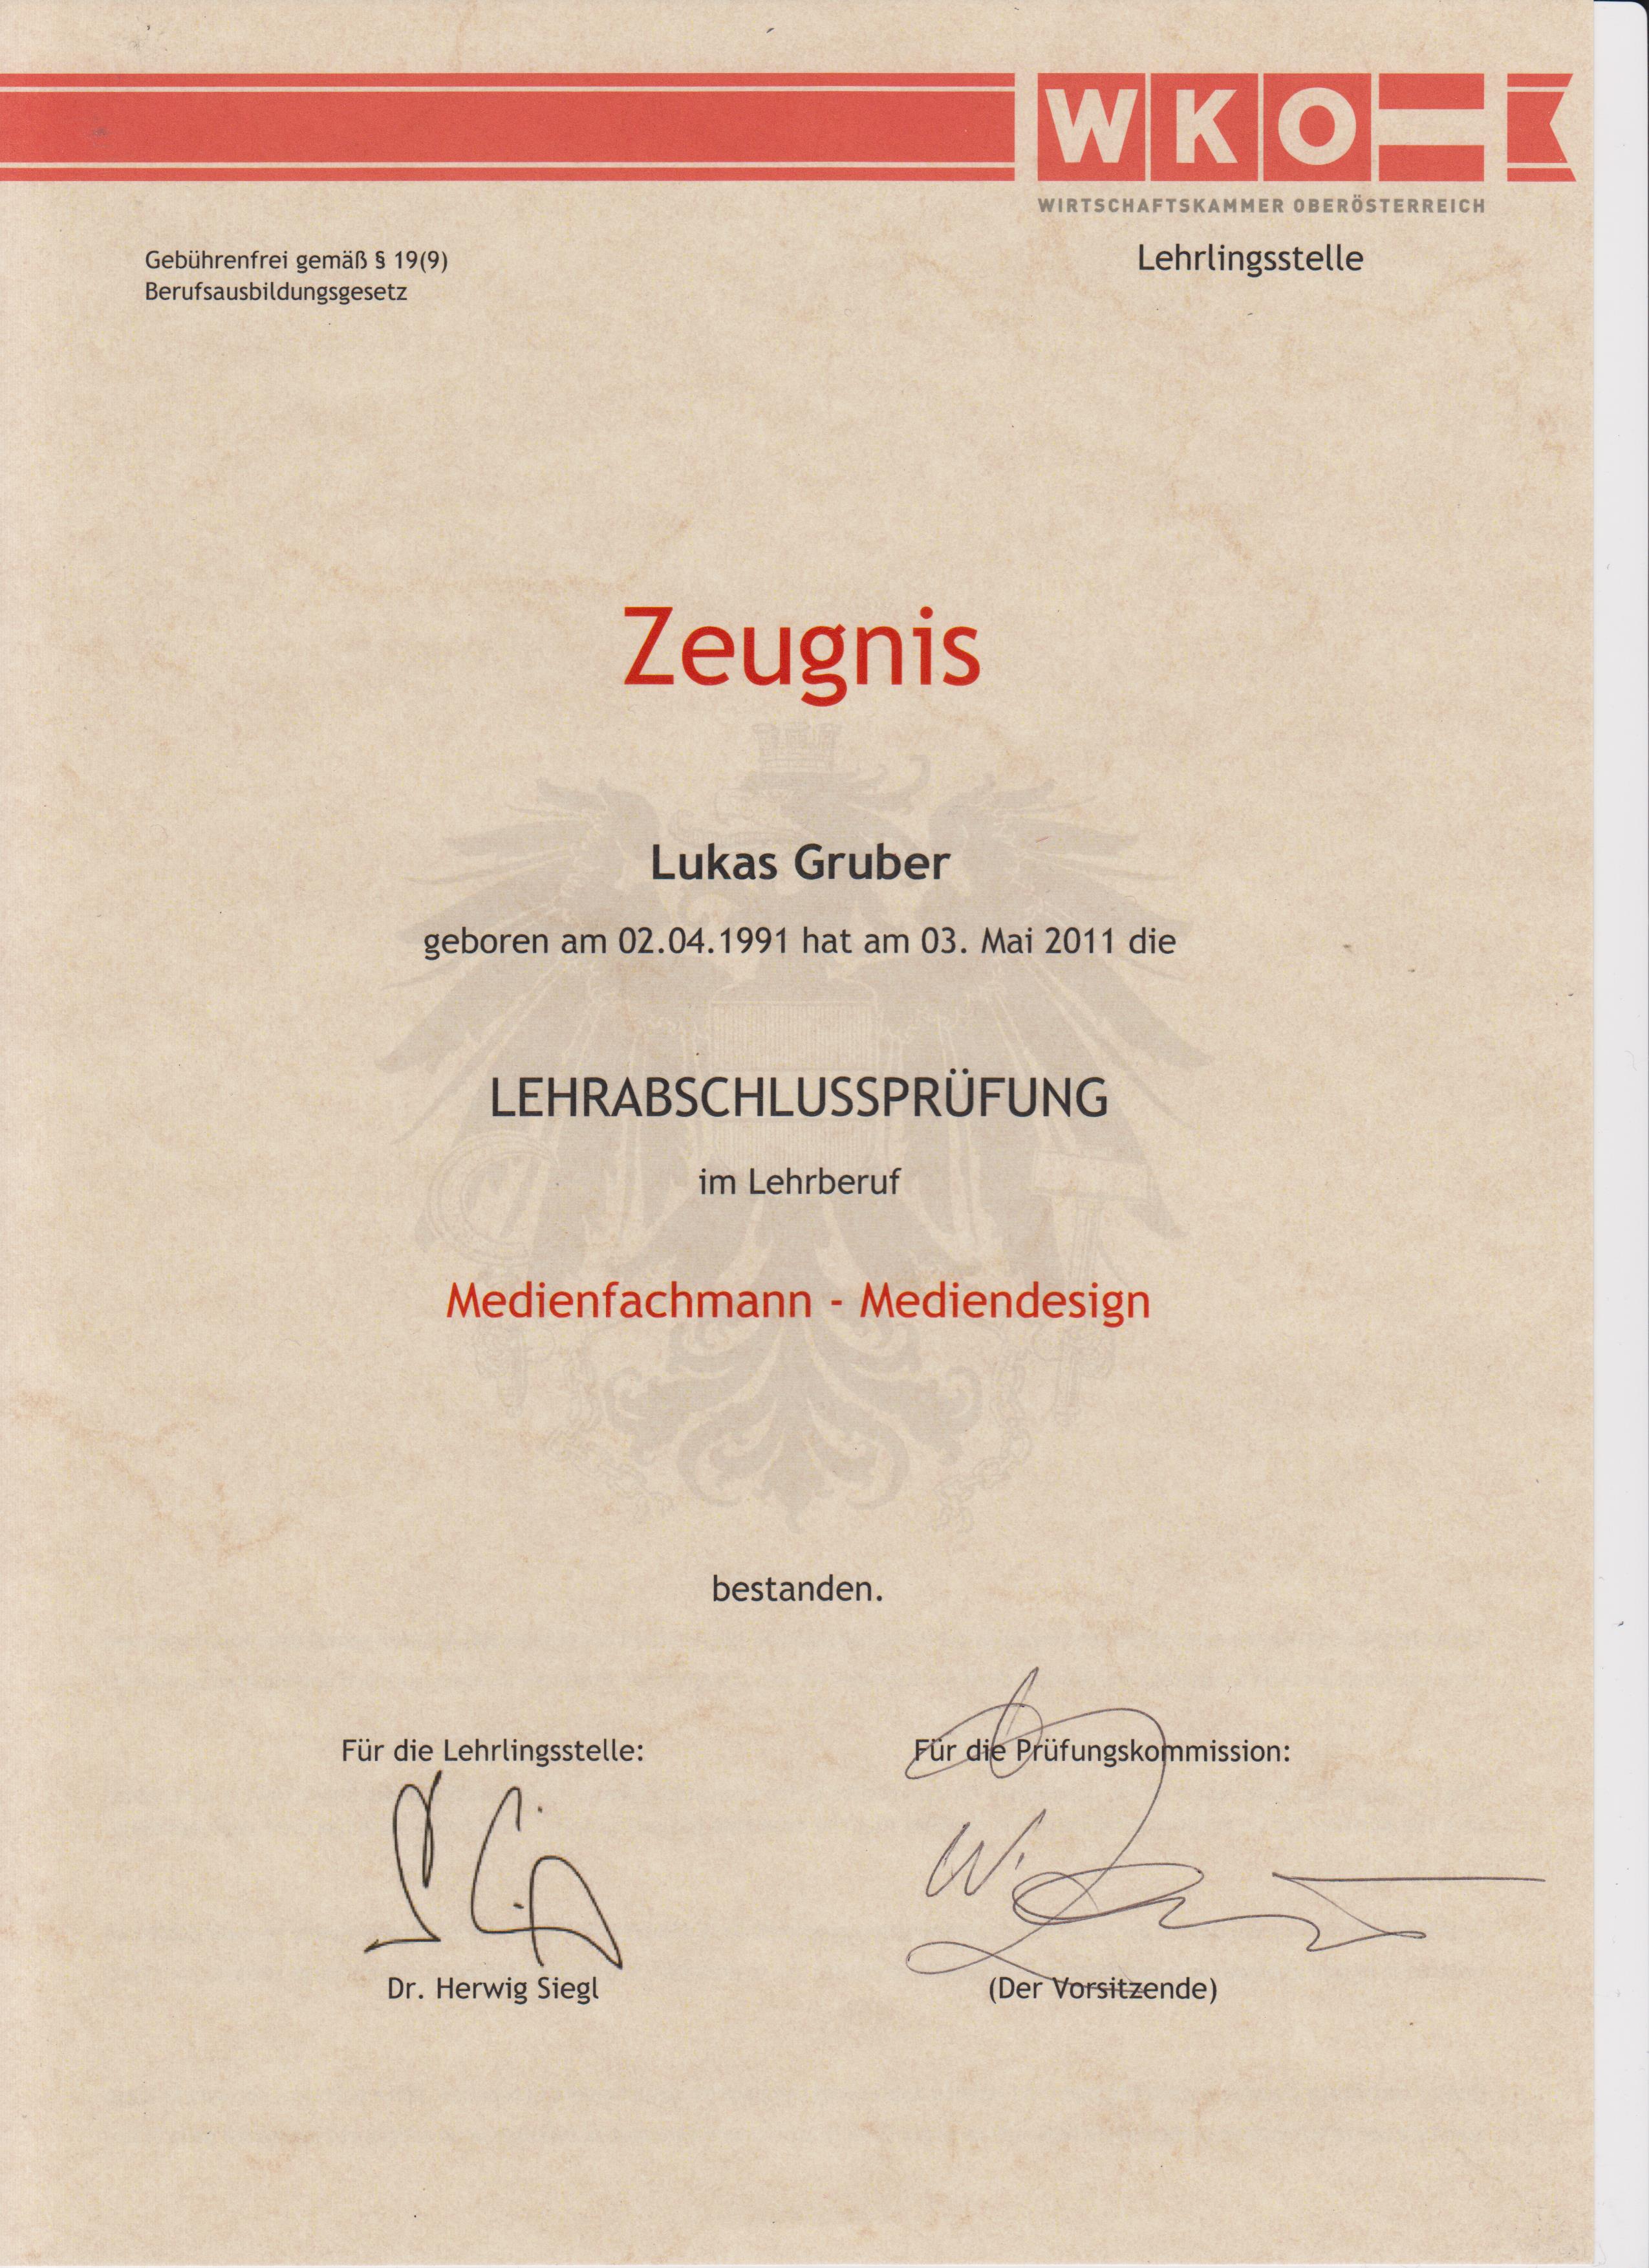 WKO
WIRTSCHAFTSKAMMER OBERÖSTERREICH
Gebührenfrei gemäß § 19(9)
Berufsausbildungsgesetz
Lehrlingsstelle
Zeugnis
Lukas Gruber
geboren am 02.04.1991 hat am 03. Mai 2011 die
LEHRABSCHLUSSPRÜFUNG
im Lehrberuf
Medienfachmann - Mediendesign
bestanden.
Für die Lehrlingsstelle:
Für die Prüfungskommission:
Dr. Herwig Siegl
(Der Vorsitzende)